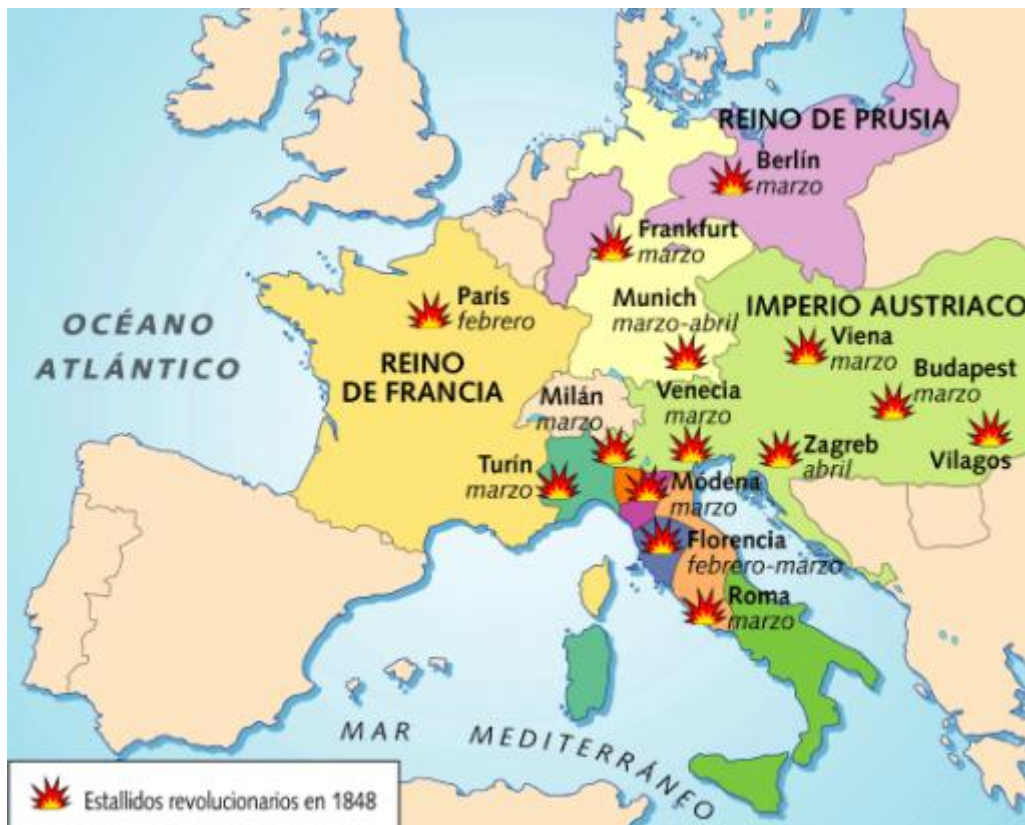 REINO DE PRUSIA
Berlín
marzo
Frankfurt
marzo
París
febrero
Munich
marzo-abril
IMPERIO AUSTRIACO
Viena
marzo
OCÉANO
ATLÁNTICO
REINO
DE FRANCIA
Budapest
marzo
Milán
marzo
Venecia
marzo
Zagreb
abril
Vilagos
Turín
marzo
Módena
marzo
Florencia
febrero-marzo
Roma
marzo
MAR MEDITERRÁNEO
Estallidos revolucionarios en 1848